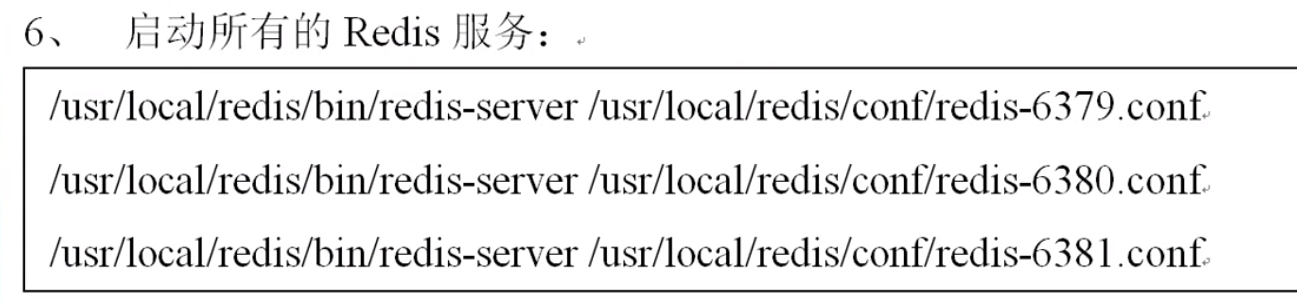 6、 启动所有的 Redis 服务：
/usr/local/redis/bin/redis-server /usr/local/redis/conf/redis-6379.conf
/usr/local/redis/bin/redis-server /usr/local/redis/conf/redis-6380.conf
/usr/local/redis/bin/redis-server /usr/local/redis/conf/redis-6381.conf